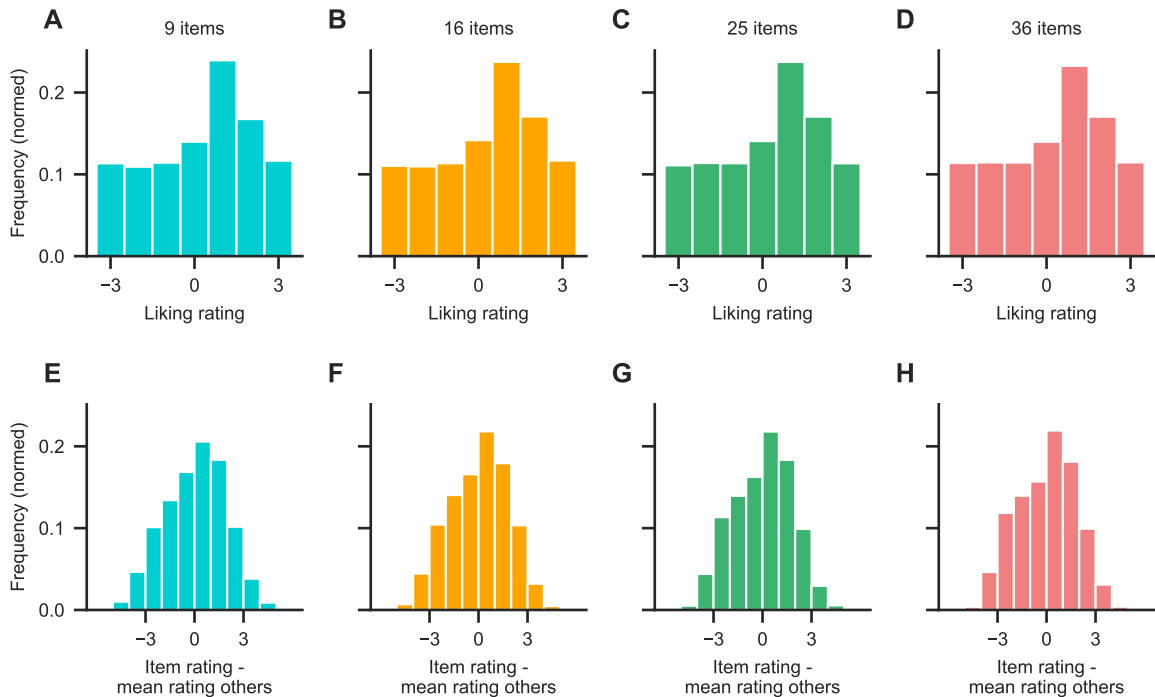 A
9 items
B
16 items
C
25 items
D
36 items
Frequency (normed)
0.2
0.1
0.0
−3 0 3
−3 0 3
−3 0 3
−3 0 3
Liking rating
Liking rating
Liking rating
Liking rating
E
F
G
H
Frequency (normed)
0.2
0.1
0.0
−3 0 3
−3 0 3
−3 0 3
−3 0 3
Item rating -
mean rating others
Item rating -
mean rating others
Item rating -
mean rating others
Item rating -
mean rating others